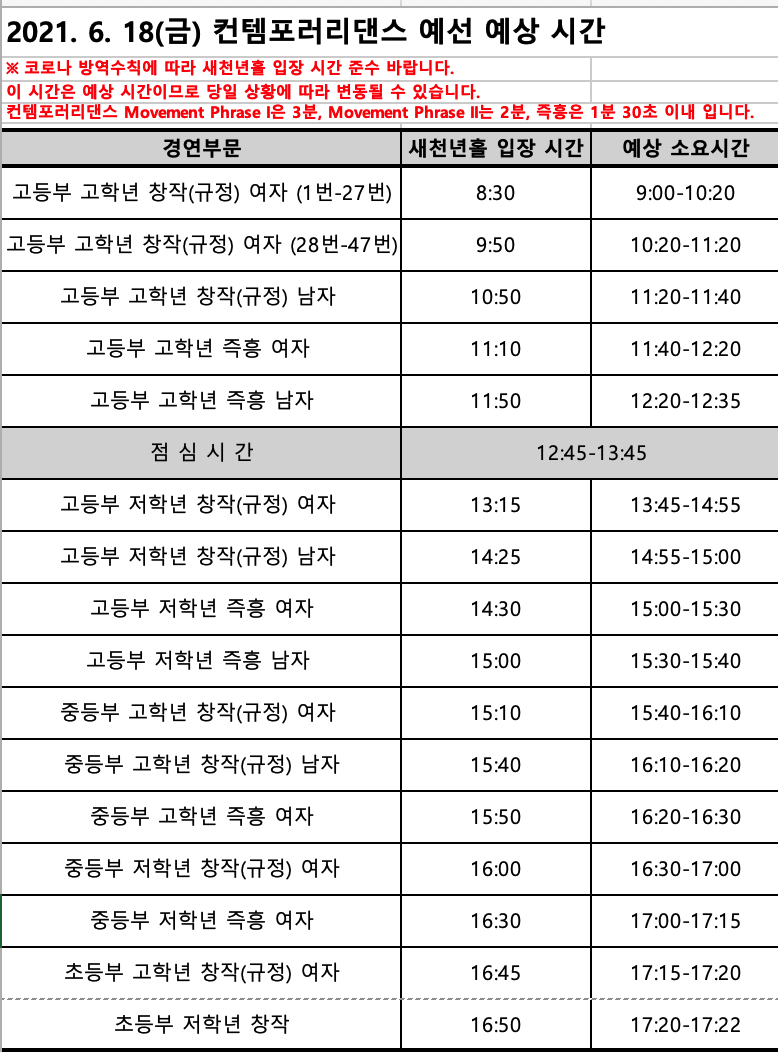 2021. 6. 18(금) 컨템포러리댄스 예선 예상 시간
※ 코로나 방역수칙에 따라 새천년홀 입장 시간 준수 바랍니다.
이 시간은 예상 시간이므로 당일 상황에 따라 변동될 수 있습니다.
컨템포러리댄스 Movement Phrase I은 3분, Movement Phrase II는 2분, 즉흥은 1분 30초 이내 입니다.
경연부문 새천년홀 입장 시간 예상 소요시간
고등부 고학년 창작(규정) 여자 (1번-27번) 8:30 9:00-10:20
고등부 고학년 창작(규정) 여자 (28번-47번) 9:50 10:20-11:20
고등부 고학년 창작(규정) 남자 10:50 11:20-11:40
고등부 고학년 즉흥 여자 11:10 11:40-12:20
고등부 고학년 즉흥 남자 11:50 12:20-12:35
점 심 시 간 12:45-13:45
고등부 저학년 창작(규정) 여자 13:15 13:45-14:55
고등부 저학년 창작(규정) 남자 14:25 14:55-15:00
고등부 저학년 즉흥 여자 14:30 15:00-15:30
고등부 저학년 즉흥 남자 15:00 15:30-15:40
중등부 고학년 창작(규정) 여자 15:10 15:40-16:10
중등부 고학년 창작(규정) 남자 15:40 16:10-16:20
중등부 고학년 즉흥 여자 15:50 16:20-16:30
중등부 저학년 창작(규정) 여자 16:00 16:30-17:00
중등부 저학년 즉흥 여자 16:30 17:00-17:15
초등부 고학년 창작(규정) 여자 16:45 17:15-17:20
초등부 저학년 창작 16:50 17:20-17:22